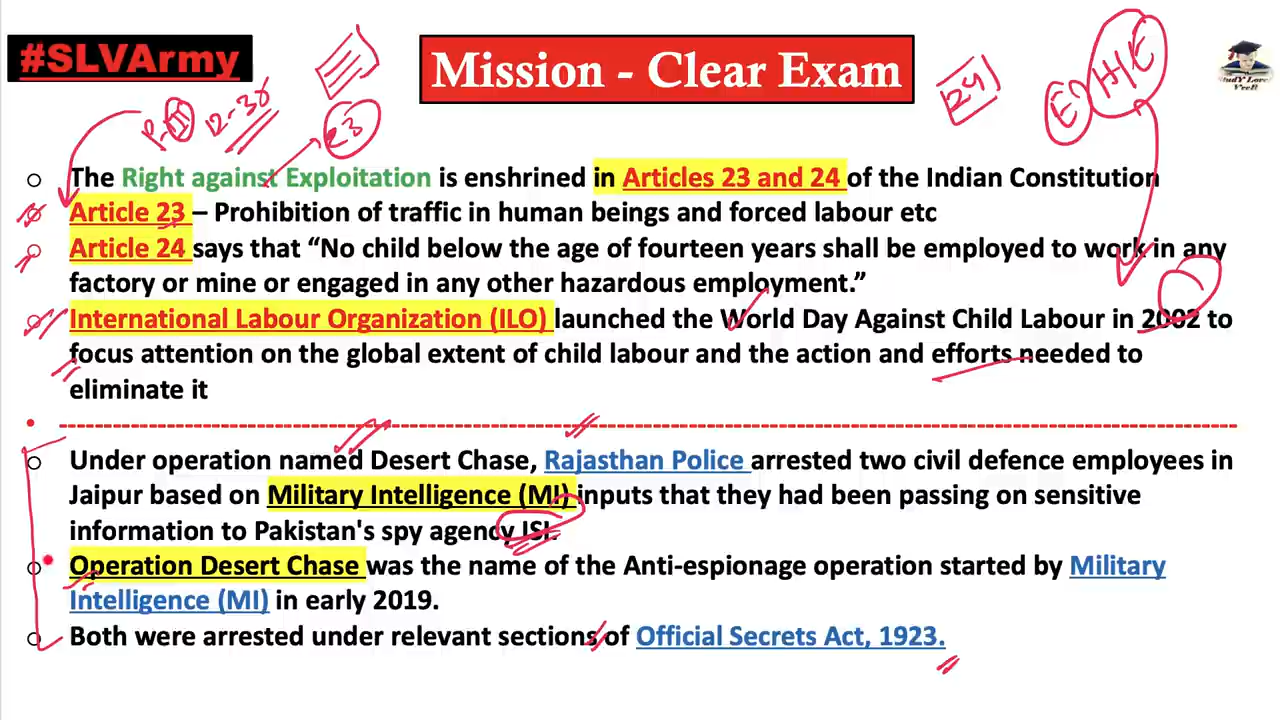 #SLVArmy
Mission - Clear Exam
StudY Lover
VeeR
P-III
12-35
23
24
E
H/E
○ The Right against Exploitation is enshrined in Articles 23 and 24 of the Indian Constitution
○ Article 23 – Prohibition of traffic in human beings and forced labour etc
○ Article 24 says that “No child below the age of fourteen years shall be employed to work in any
factory or mine or engaged in any other hazardous employment.”
○ International Labour Organization (ILO) launched the World Day Against Child Labour in 2002 to
focus attention on the global extent of child labour and the action and efforts needed to
eliminate it
○ Under operation named Desert Chase, Rajasthan Police arrested two civil defence employees in
Jaipur based on Military Intelligence (MI) inputs that they had been passing on sensitive
information to Pakistan's spy agency ISI.
○ Operation Desert Chase was the name of the Anti-espionage operation started by Military
Intelligence (MI) in early 2019.
○ Both were arrested under relevant sections of Official Secrets Act, 1923.